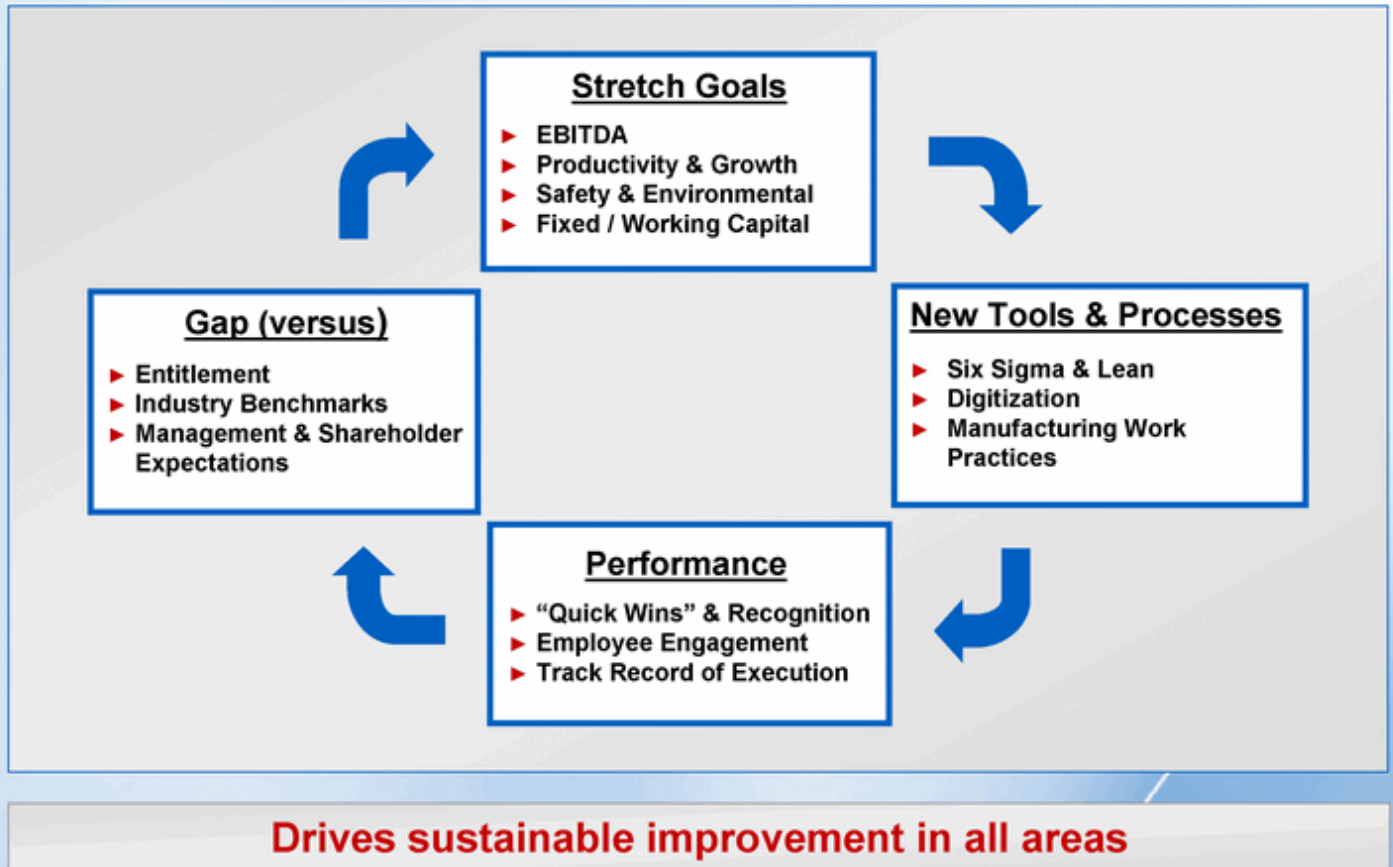 Stretch Goals
► EBITDA
► Productivity & Growth
► Safety & Environmental
► Fixed / Working Capital
Gap (versus)
► Entitlement
► Industry Benchmarks
► Management & Shareholder
Expectations
New Tools & Processes
► Six Sigma & Lean
► Digitization
► Manufacturing Work
Practices
Performance
► “Quick Wins” & Recognition
► Employee Engagement
► Track Record of Execution
Drives sustainable improvement in all areas